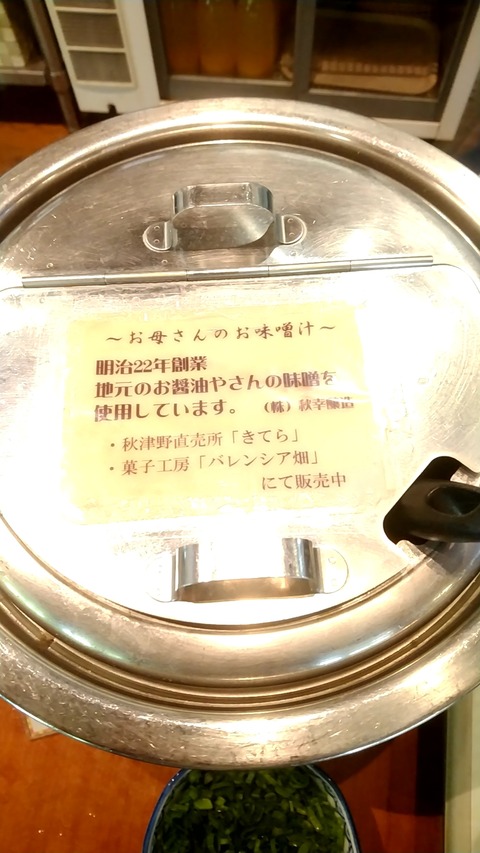 ～お母さんのお味噌汁～
明治22年創業
地元のお醤油やさんの味噌を
使用しています。 (株) 秋幸醸造
・秋津野直売所「きてら」
・菓子工房「バレンシア畑」
にて販売中